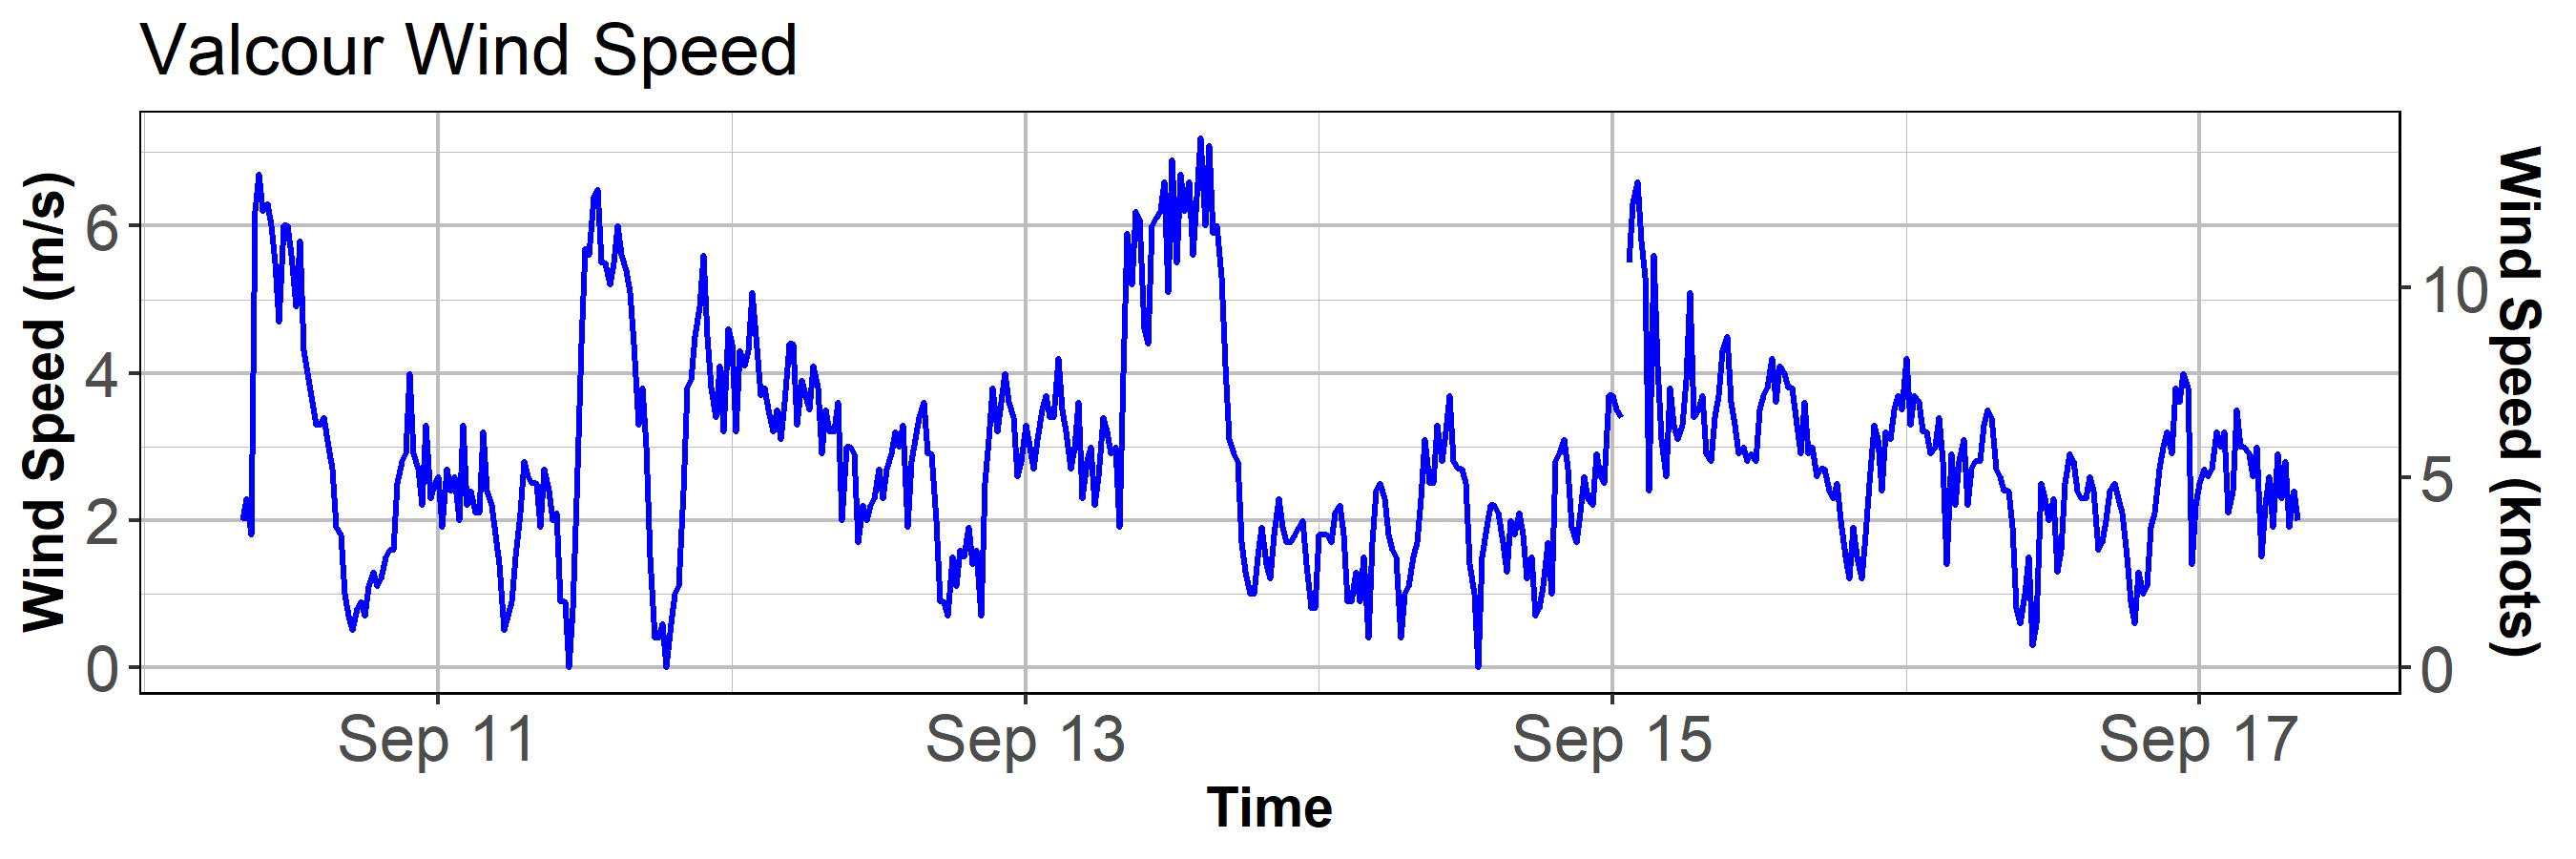 Valcour Wind Speed
Wind Speed (m/s)
6
4
2
0
10
5
0
Wind Speed (knots)
Sep 11 Sep 13 Sep 15 Sep 17
Time